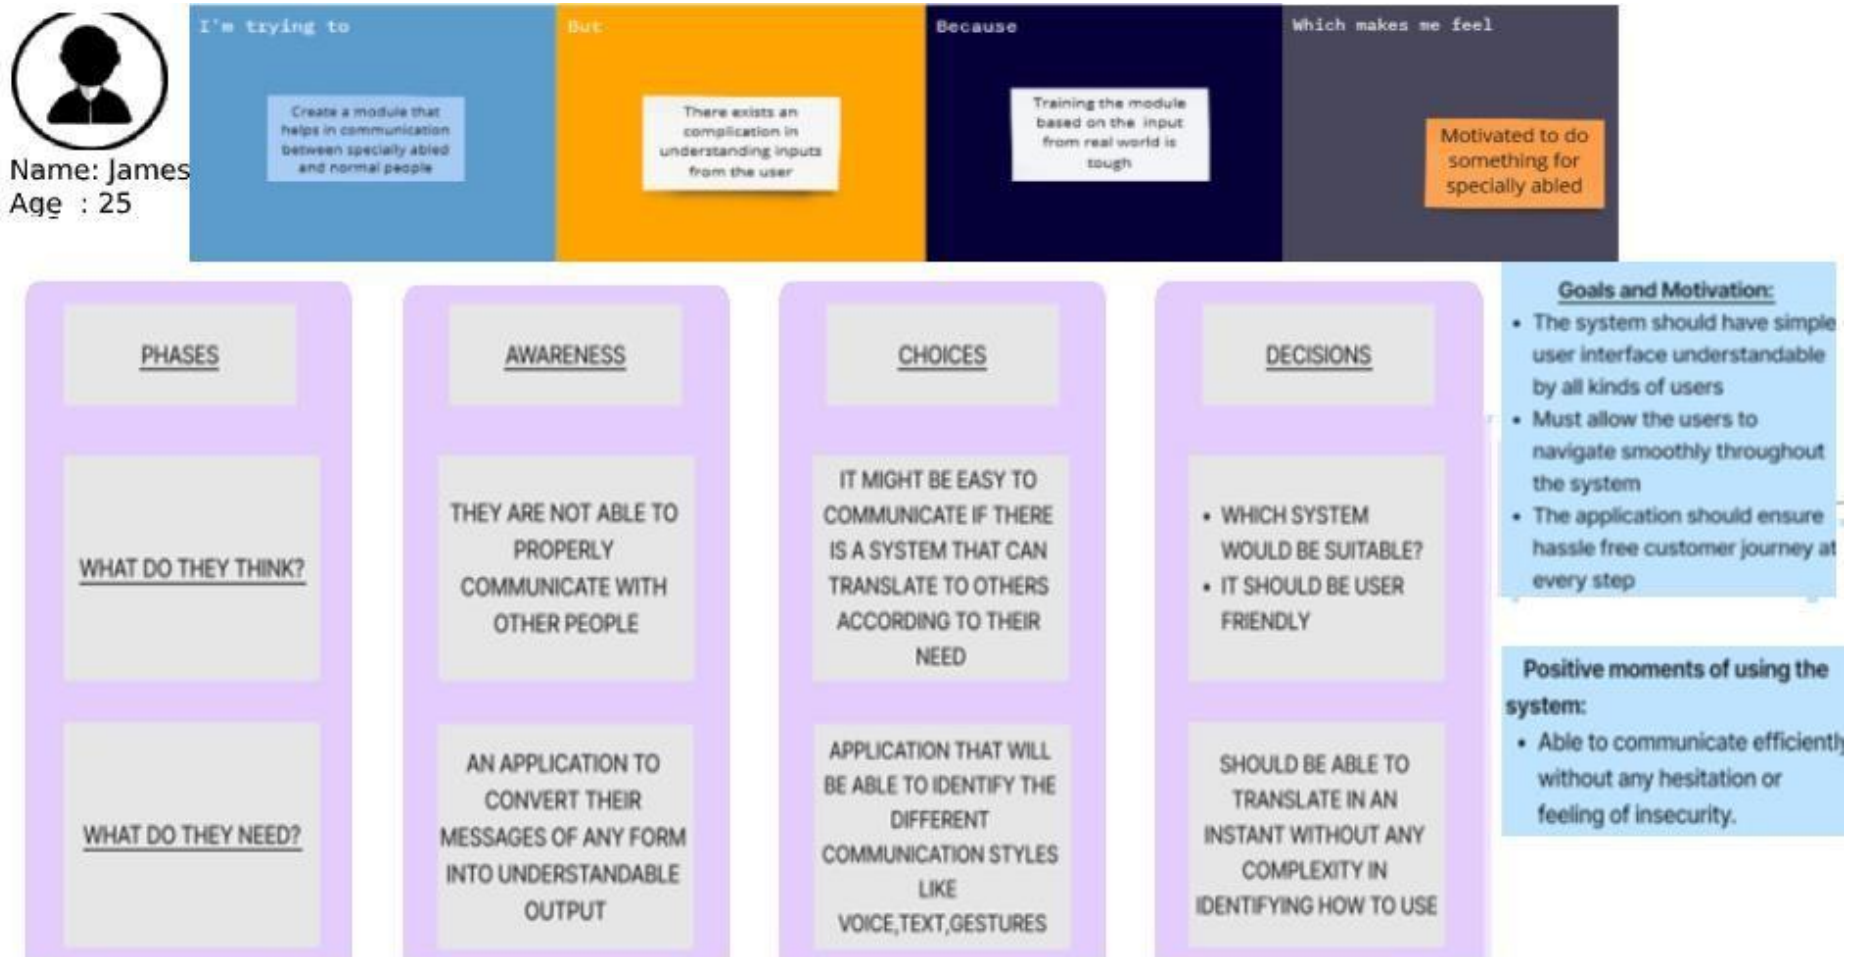 Name: James
Age : 25
I'm trying to
Create a module that
helps in communication
between specially abled
and normal people
But
There exists an
complication in
understanding inputs
from the user
Because
Training the module
based on the input
from real world is
tough
Which makes me feel
Motivated to do
something for
specially abled
PHASES
AWARENESS
CHOICES
DECISIONS
WHAT DO THEY THINK?
THEY ARE NOT ABLE TO
PROPERLY
COMMUNICATE WITH
OTHER PEOPLE
IT MIGHT BE EASY TO
COMMUNICATE IF THERE
IS A SYSTEM THAT CAN
TRANSLATE TO OTHERS
ACCORDING TO THEIR
NEED
• WHICH SYSTEM
WOULD BE SUITABLE?
• IT SHOULD BE USER
FRIENDLY
WHAT DO THEY NEED?
AN APPLICATION TO
CONVERT THEIR
MESSAGES OF ANY FORM
INTO UNDERSTANDABLE
OUTPUT
APPLICATION THAT WILL
BE ABLE TO IDENTIFY THE
DIFFERENT
COMMUNICATION STYLES
LIKE
VOICE,TEXT,GESTURES
SHOULD BE ABLE TO
TRANSLATE IN AN
INSTANT WITHOUT ANY
COMPLEXITY IN
IDENTIFYING HOW TO USE
Goals and Motivation:
• The system should have simple
user interface understandable
by all kinds of users
• Must allow the users to
navigate smoothly throughout
the system
• The application should ensure
hassle free customer journey at
every step
Positive moments of using the
system:
• Able to communicate efficiently
without any hesitation or
feeling of insecurity.